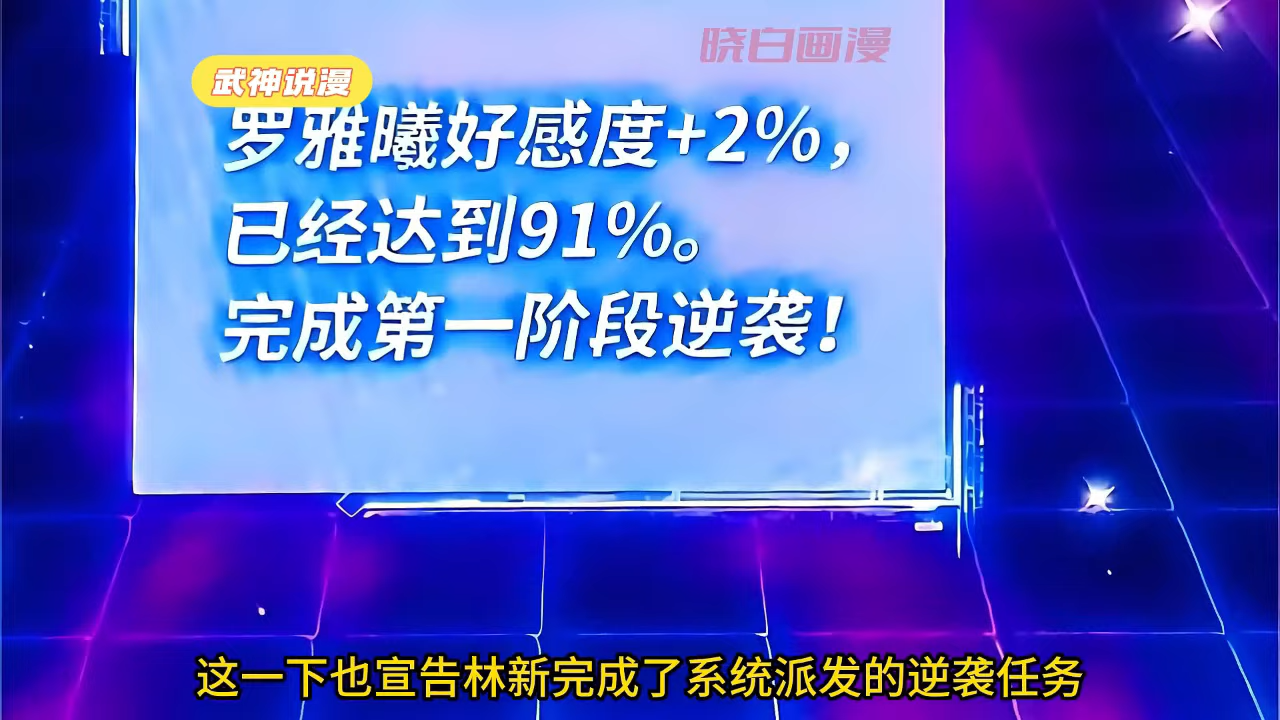 晓白画漫
武神说漫
罗雅曦好感度+2%，
已经达到91%。
完成第一阶段逆袭！
这一下也宣告林新完成了系统派发的逆袭任务